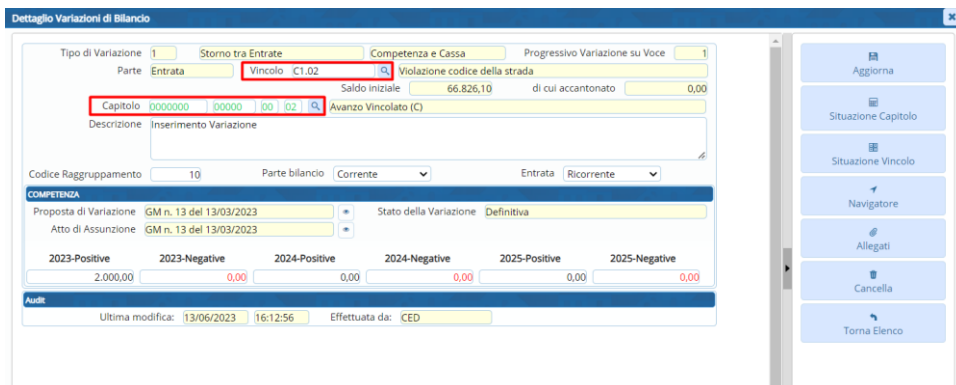 Dettaglio Variazioni di Bilancio
Tipo di Variazione 1 Storno tra Entrate Competenza e Cassa Progressivo Variazione su Voce 1
Parte Entrata Vincolo C1.02 Violazione codice della strada
Saldo iniziale 66.826,10 di cui accantonato 0,00
Capitolo 0000000 00000 00 02 Avanzo Vincolato (C)
Descrizione Inserimento Variazione
Codice Raggruppamento 10 Parte bilancio Corrente Entrata Ricorrente
COMPETENZA
Proposta di Variazione GM n. 13 del 13/03/2023 Stato della Variazione Definitiva
Atto di Assunzione GM n. 13 del 13/03/2023
2023-Positive 2023-Negative 2024-Positive 2024-Negative 2025-Positive 2025-Negative
2.000,00 0,00 0,00 0,00 0,00 0,00
Audit
Ultima modifica: 13/06/2023 16:12:56 Effettuata da: CED
Aggiorna
Situazione Capitolo
Situazione Vincolo
Navigatore
Allegati
Cancella
Torna Elenco